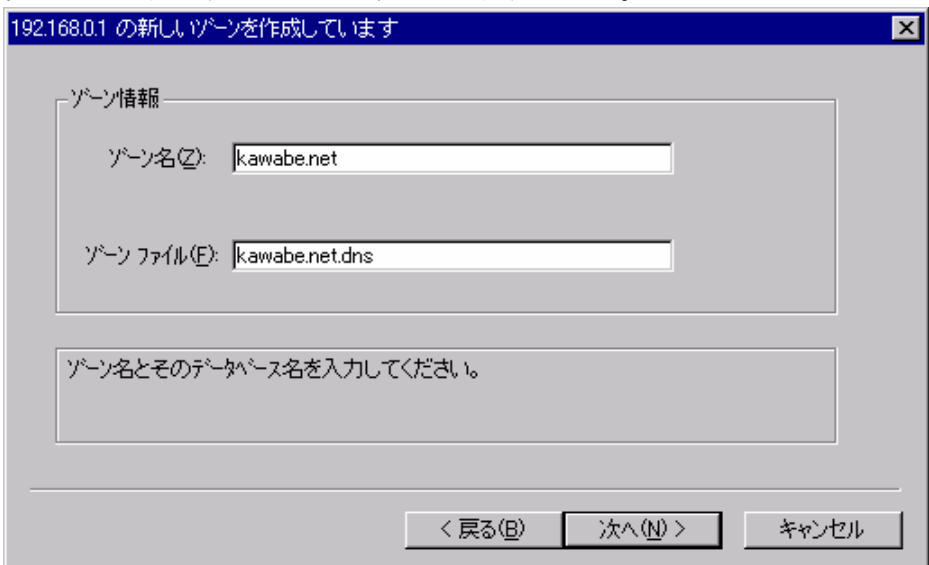 192.168.0.1 の新しいゾーンを作成しています
ゾーン情報
ゾーン名(Z): kawabe.net
ゾーン ファイル(F): kawabe.net.dns
ゾーン名とそのデータベース名を入力してください。
< 戻る(B) 次へ(N) > キャンセル